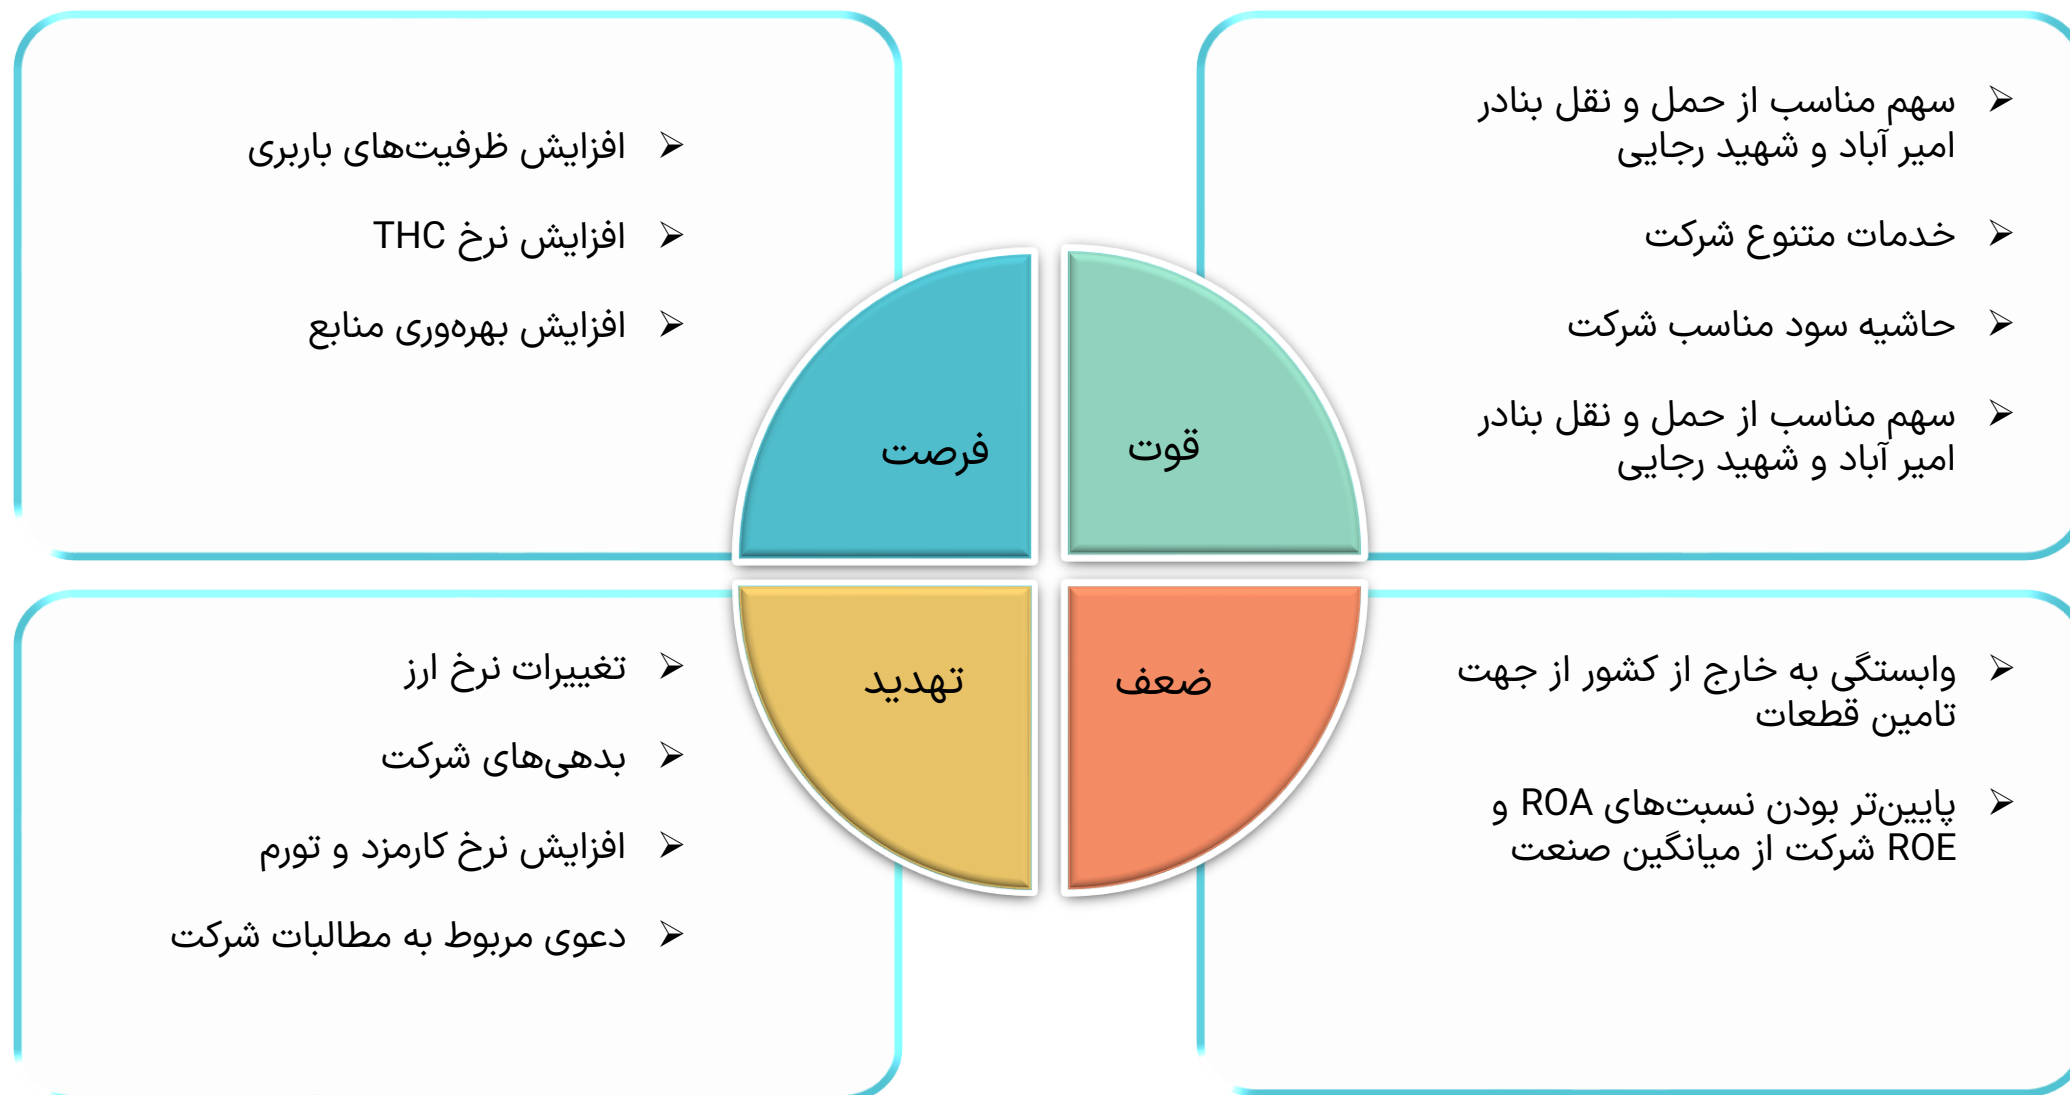 سهم مناسب از حمل و نقل بنادر
امیر آباد و شهید رجایی
خدمات متنوع شرکت
حاشیه سود مناسب شرکت
سهم مناسب از حمل و نقل بنادر
امیر آباد و شهید رجایی
افزایش ظرفیت‌های باربری
افزایش نرخ THC
افزایش بهره‌وری منابع
قوت
فرصت
ضعف
تهدید
وابستگی به خارج از کشور از جهت
تامین قطعات
پایین‌تر بودن نسبت‌های ROA و
ROE شرکت از میانگین صنعت
تغییرات نرخ ارز
بدهی‌های شرکت
افزایش نرخ کارمزد و تورم
دعوی مربوط به مطالبات شرکت